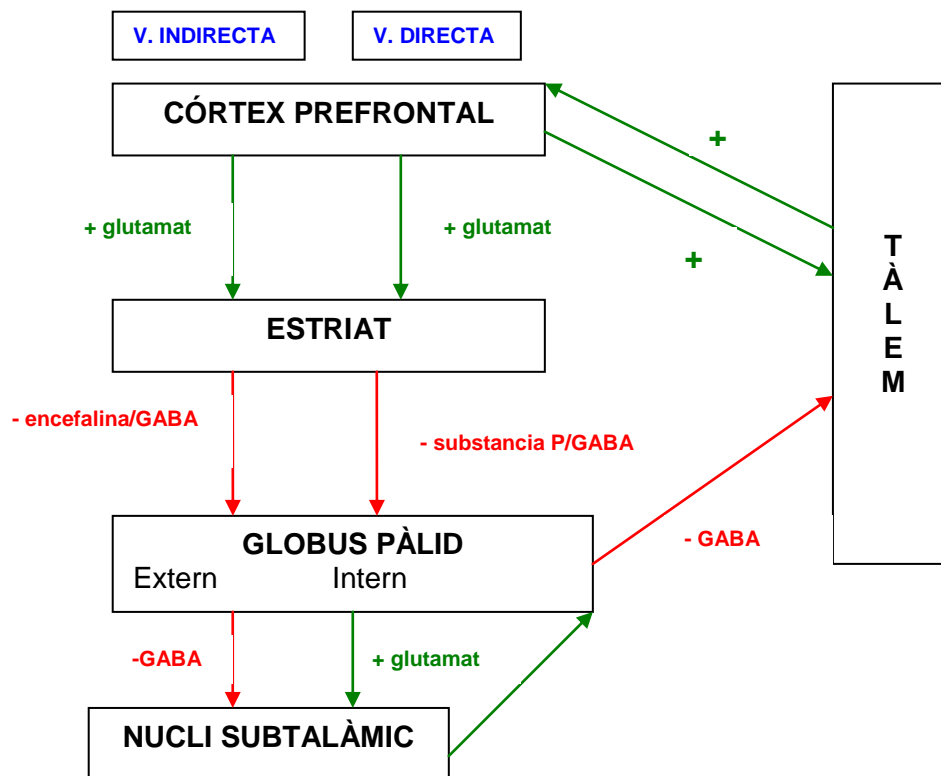 V. INDIRECTA
V. DIRECTA
CÓRTEX PREFRONTAL
+
+ glutamat
+ glutamat
+
T
À
L
E
M
ESTRIAT
- encefalina/GABA
- substancia P/GABA
GLOBUS PÀLID
Extern
Intern
- GABA
-GABA
+ glutamat
NUCLI SUBTALÀMIC